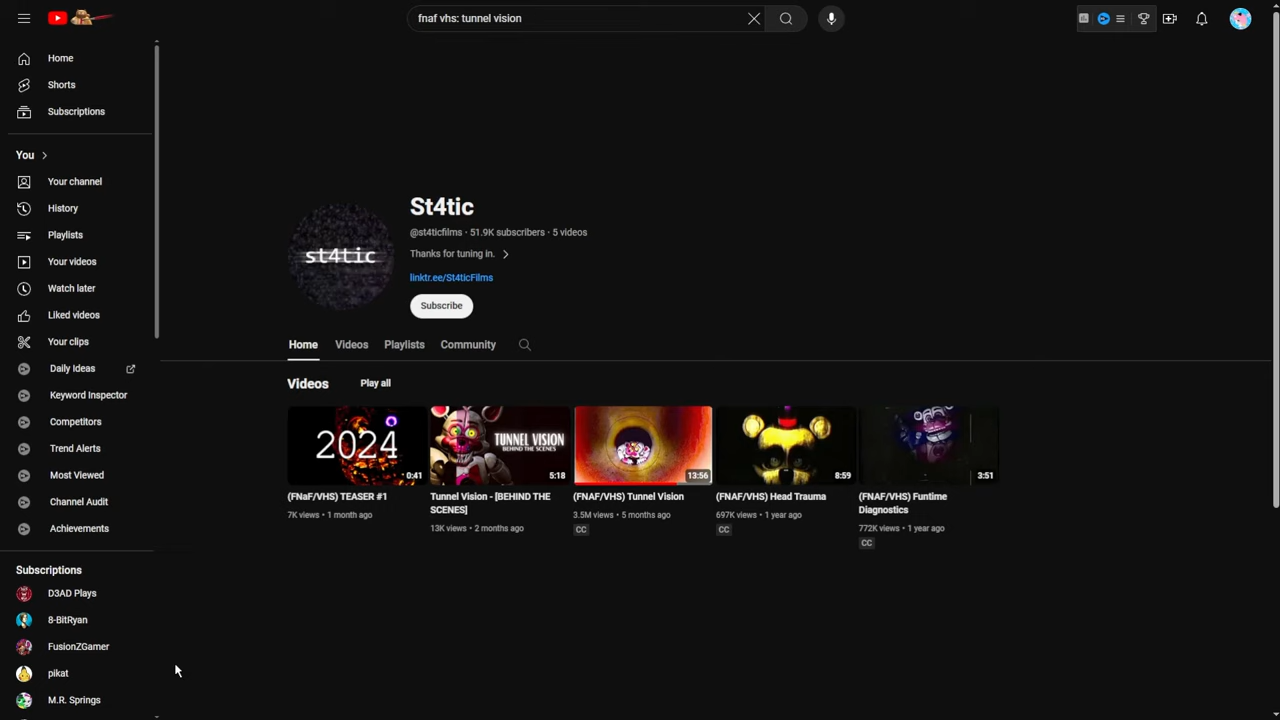 fnaf vhs: tunnel vision
Home
Shorts
Subscriptions
You
Your channel
History
Playlists
Your videos
Watch later
Liked videos
Your clips
Daily Ideas
Keyword Inspector
Competitors
Trend Alerts
Most Viewed
Channel Audit
Achievements
Subscriptions
D3AD Plays
8-BitRyan
FusionZGamer
pikat
M.R. Springs
st4tic
St4tic
@st4ticfilms · 51.9K subscribers · 5 videos
Thanks for tuning in.
linktr.ee/St4ticFilms
Subscribe
Home Videos Playlists Community
Videos Play all
2024
0:41
(FNaF/VHS) TEASER #1
7K views · 1 month ago
TUNNEL VISION
BEHIND THE SCENES
5:18
Tunnel Vision - [BEHIND THE
SCENES]
13K views · 2 months ago
13:56
(FNAF/VHS) Tunnel Vision
3.5M views · 5 months ago
CC
8:59
(FNAF/VHS) Head Trauma
697K views · 1 year ago
CC
3:51
(FNAF/VHS) Funtime
Diagnostics
772K views · 1 year ago
CC